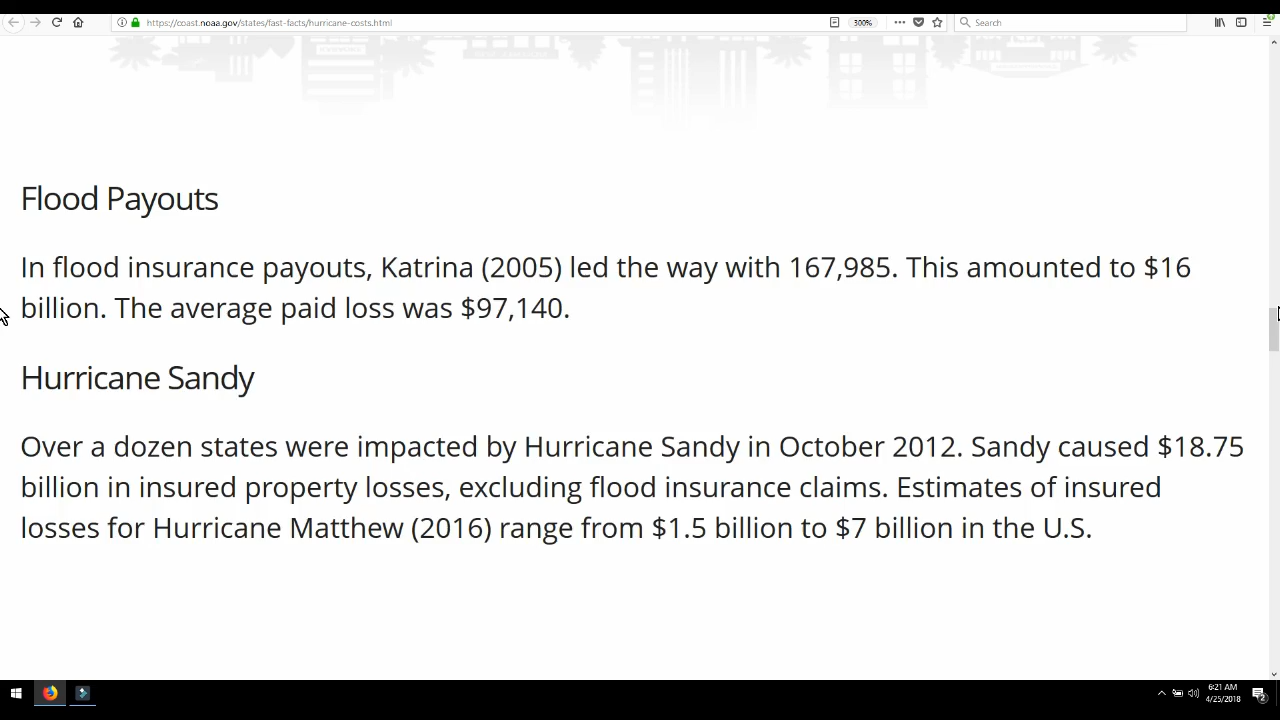 https://coast.noaa.gov/states/fast-facts/hurricane-costs.html
300%
Search
Flood Payouts
In flood insurance payouts, Katrina (2005) led the way with 167,985. This amounted to $16
billion. The average paid loss was $97,140.
Hurricane Sandy
Over a dozen states were impacted by Hurricane Sandy in October 2012. Sandy caused $18.75
billion in insured property losses, excluding flood insurance claims. Estimates of insured
losses for Hurricane Matthew (2016) range from $1.5 billion to $7 billion in the U.S.
6:21 AM
4/25/2018
2